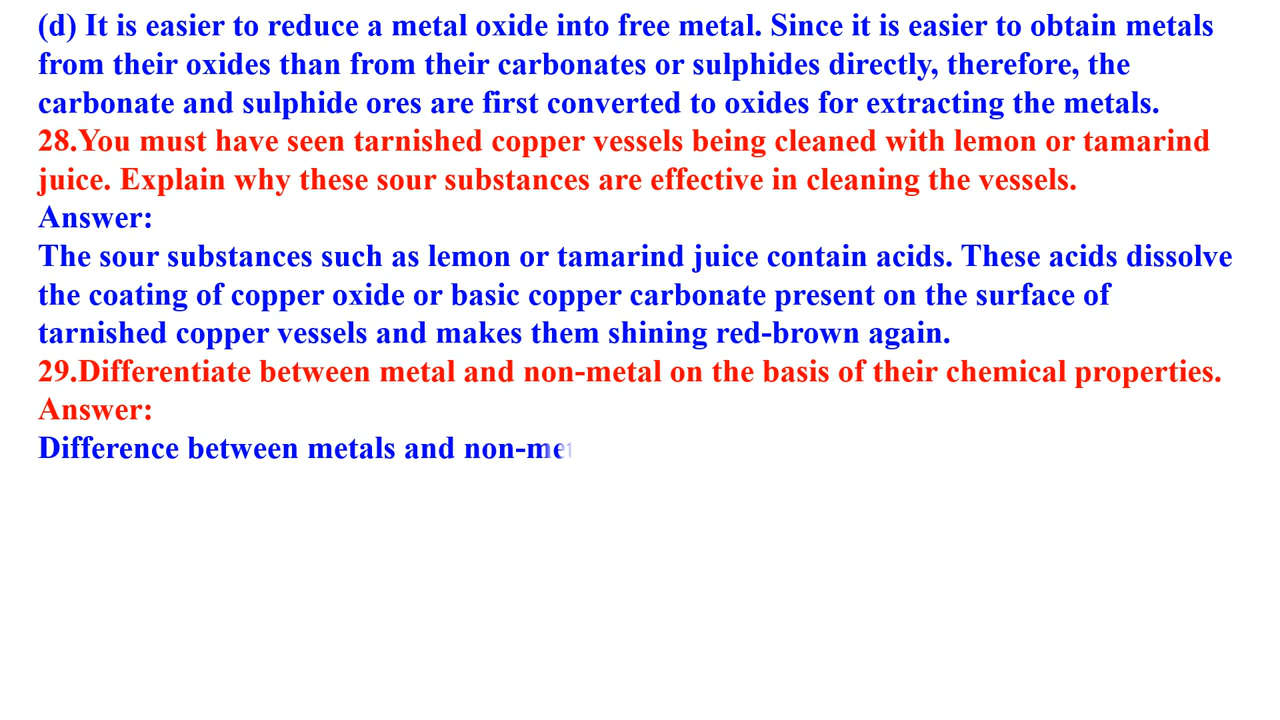 (d) It is easier to reduce a metal oxide into free metal. Since it is easier to obtain metals
from their oxides than from their carbonates or sulphides directly, therefore, the
carbonate and sulphide ores are first converted to oxides for extracting the metals.
28.You must have seen tarnished copper vessels being cleaned with lemon or tamarind
juice. Explain why these sour substances are effective in cleaning the vessels.
Answer:
The sour substances such as lemon or tamarind juice contain acids. These acids dissolve
the coating of copper oxide or basic copper carbonate present on the surface of
tarnished copper vessels and makes them shining red-brown again.
29.Differentiate between metal and non-metal on the basis of their chemical properties.
Answer:
Difference between metals and